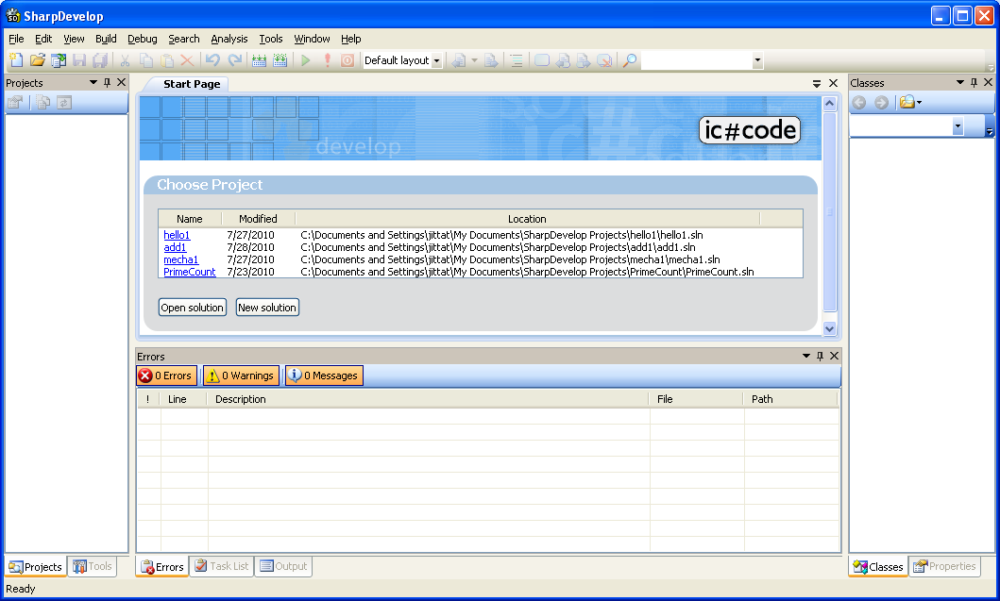 SharpDevelop
File Edit View Build Debug Search Analysis Tools Window Help
Default layout
Projects
Start Page
Classes
develop
ic#code
Choose Project
Name Modified Location
hello1 7/27/2010 C:\Documents and Settings\jittat\My Documents\SharpDevelop Projects\hello1\hello1.sln
add1 7/28/2010 C:\Documents and Settings\jittat\My Documents\SharpDevelop Projects\add1\add1.sln
mecha1 7/27/2010 C:\Documents and Settings\jittat\My Documents\SharpDevelop Projects\mecha1\mecha1.sln
PrimeCount 7/23/2010 C:\Documents and Settings\jittat\My Documents\SharpDevelop Projects\PrimeCount\PrimeCount.sln
Open solution New solution
Errors
0 Errors 0 Warnings 0 Messages
! Line Description File Path
Projects Tools Errors Task List Output Classes Properties
Ready